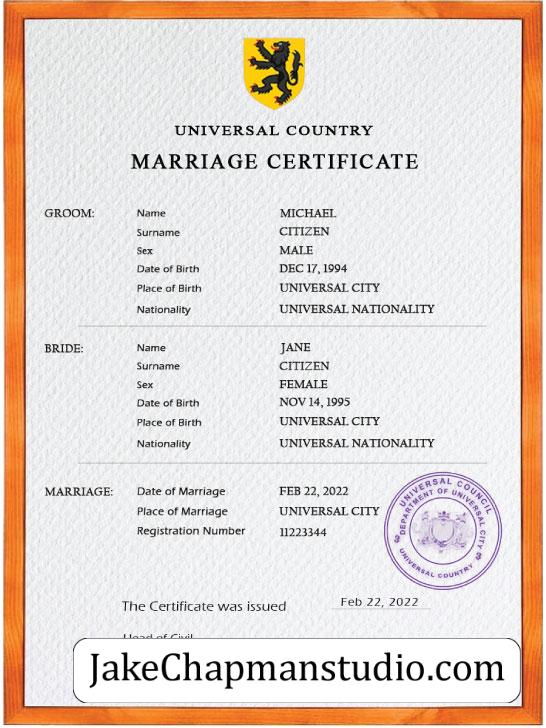 UNIVERSAL COUNTRY
MARRIAGE CERTIFICATE
GROOM: Name MICHAEL
Surname CITIZEN
Sex MALE
Date of Birth DEC 17, 1994
Place of Birth UNIVERSAL CITY
Nationality UNIVERSAL NATIONALITY
BRIDE: Name JANE
Surname CITIZEN
Sex FEMALE
Date of Birth NOV 14, 1995
Place of Birth UNIVERSAL CITY
Nationality UNIVERSAL NATIONALITY
MARRIAGE: Date of Marriage FEB 22, 2022
Place of Marriage UNIVERSAL CITY
Registration Number 11223344
UNIVERSAL COUNCIL
DEPARTMENT OF UNIVERSAL CITY
UNIVERSAL COUNTRY
The Certificate was issued Feb 22, 2022
Head of Civil
JakeChapmanstudio.com